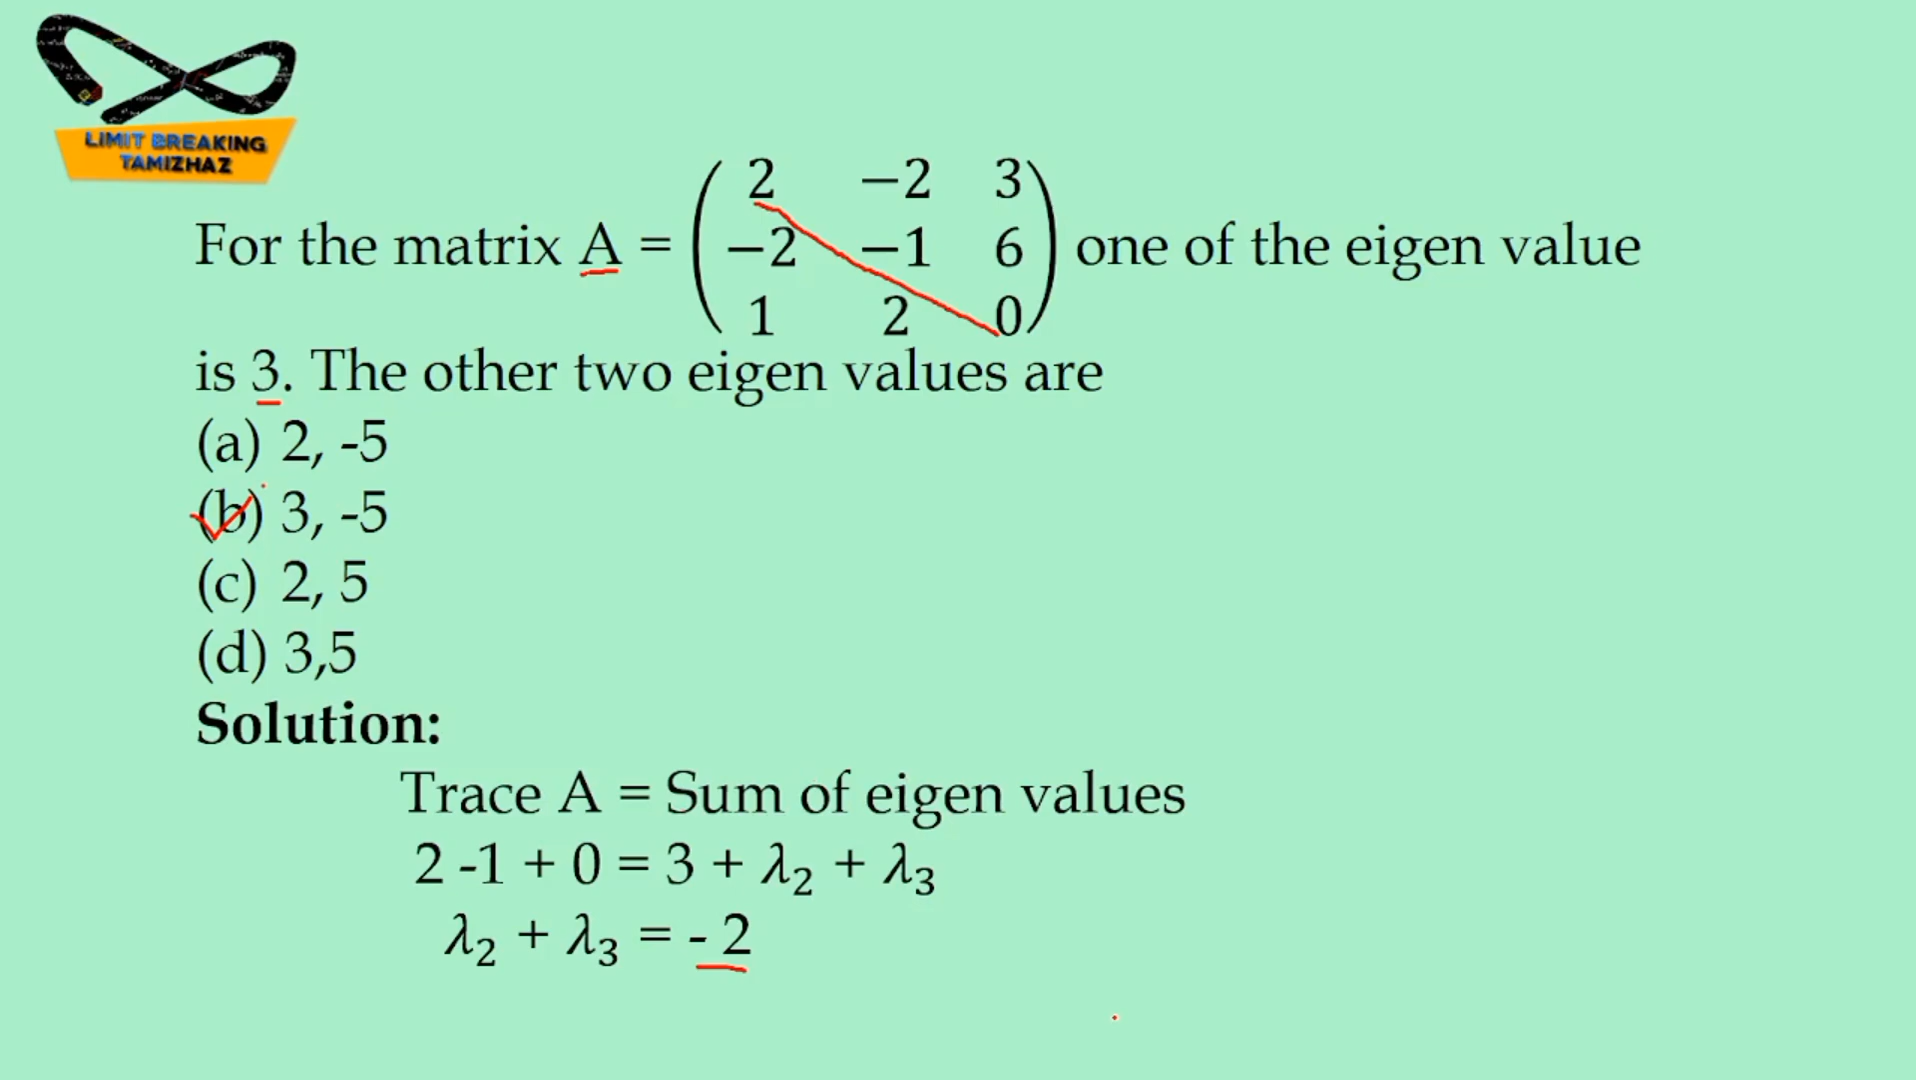 LIMIT BREAKING
TAMIZHAZ
For the matrix A = ( 2 −2 3
−2 −1 6
1 2 0 ) one of the eigen value
is 3. The other two eigen values are
(a) 2, -5
(b) 3, -5
(c) 2, 5
(d) 3,5
Solution:
Trace A = Sum of eigen values
2 -1 + 0 = 3 + λ₂ + λ₃
λ₂ + λ₃ = - 2